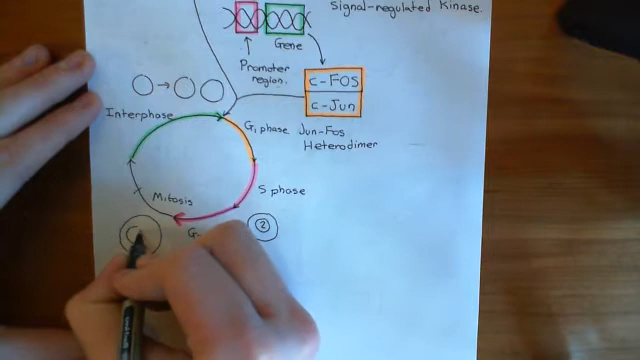 Signal-regulated Kinase.
Gene
Promoter
region.
c-FOS
c-Jun
Interphase
G1 phase
Jun-Fos
Heterodimer
S phase
Mitosis
G
2